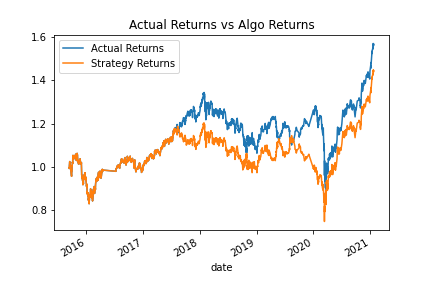 Actual Returns vs Algo Returns
Actual Returns
Strategy Returns
1.6
1.4
1.2
1.0
0.8
2016
2017
2018
2019
2020
2021
date